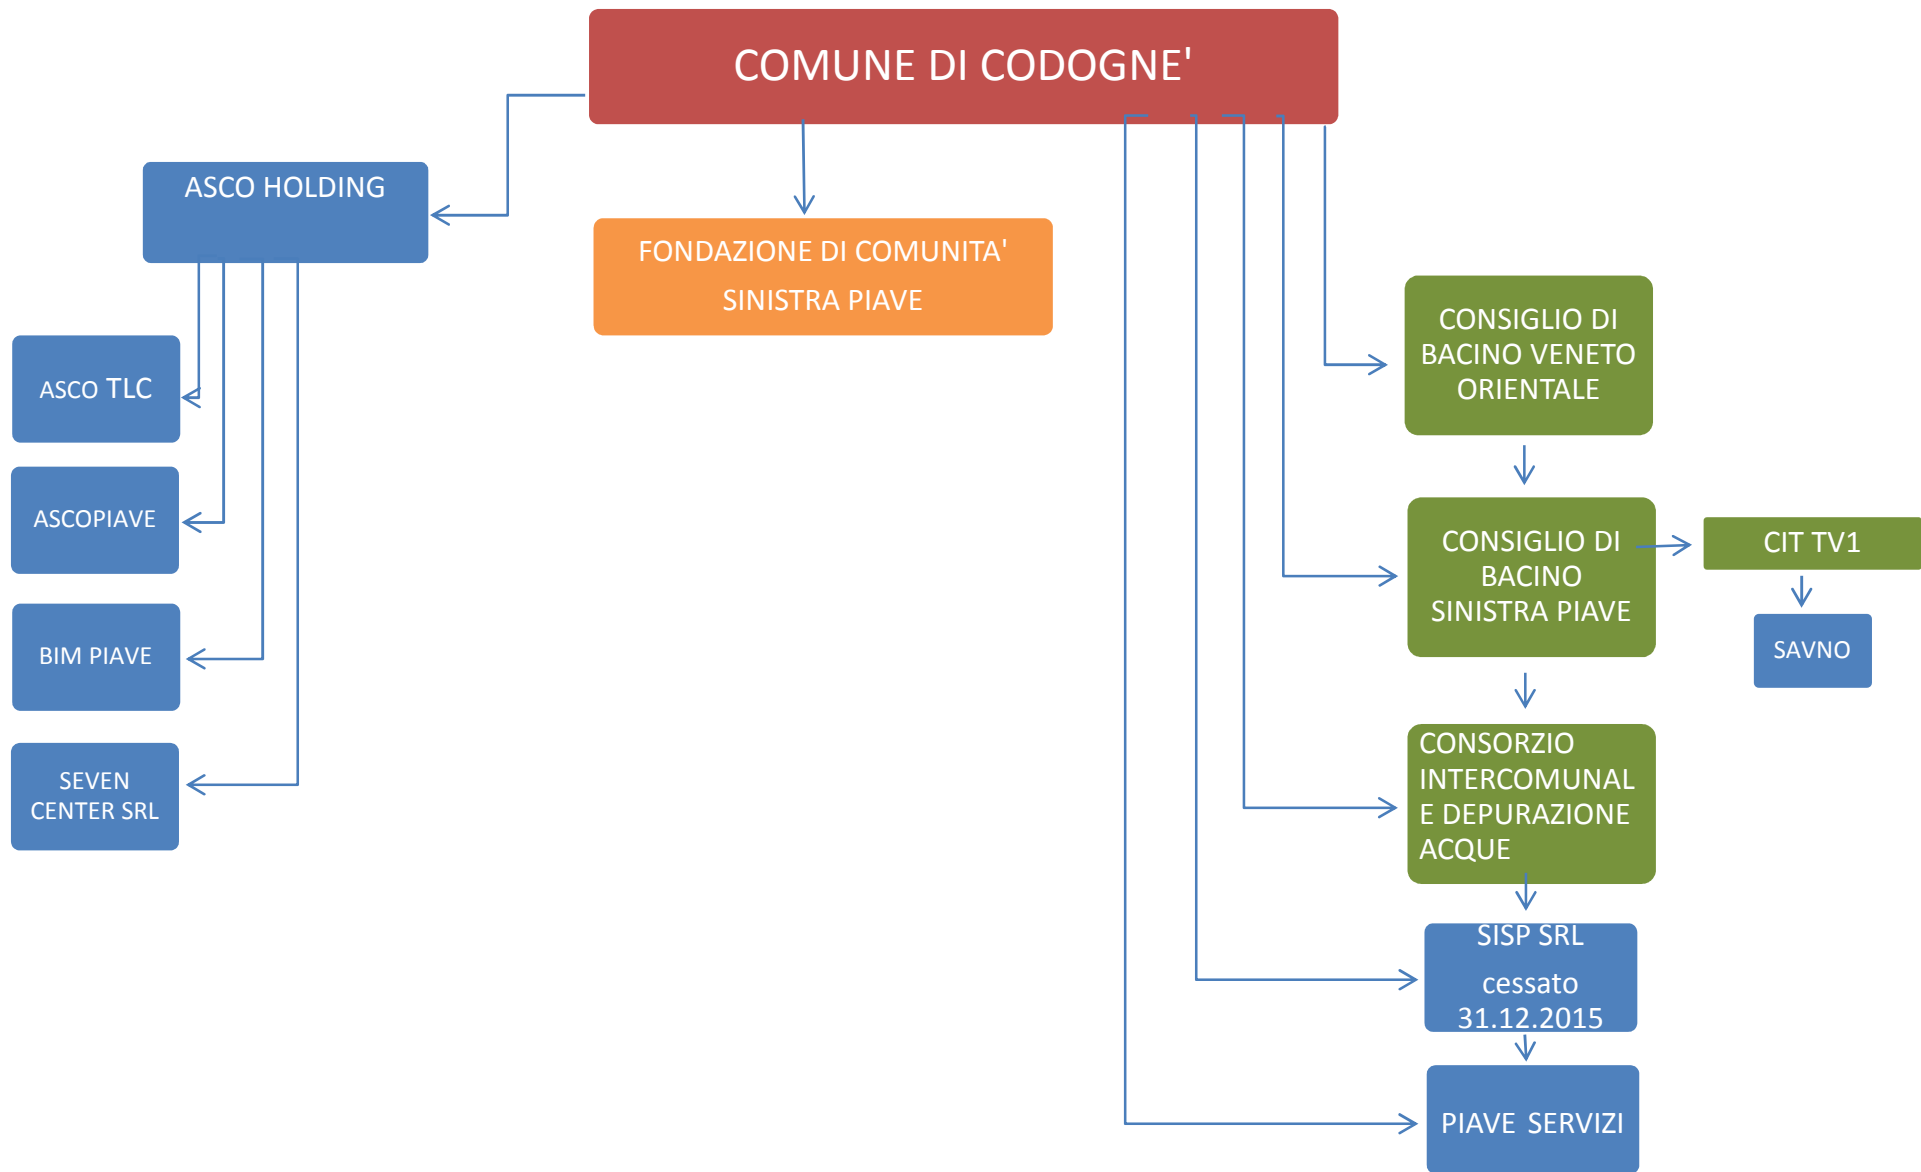 COMUNE DI CODOGNE'
ASCO HOLDING
FONDAZIONE DI COMUNITA'
SINISTRA PIAVE
ASCO TLC
ASCOPIAVE
BIM PIAVE
SEVEN
CENTER SRL
CONSIGLIO DI
BACINO VENETO
ORIENTALE
CONSIGLIO DI
BACINO
SINISTRA PIAVE
CIT TV1
SAVNO
CONSORZIO
INTERCOMUNAL
E DEPURAZIONE
ACQUE
SISP SRL
cessato
31.12.2015
PIAVE SERVIZI